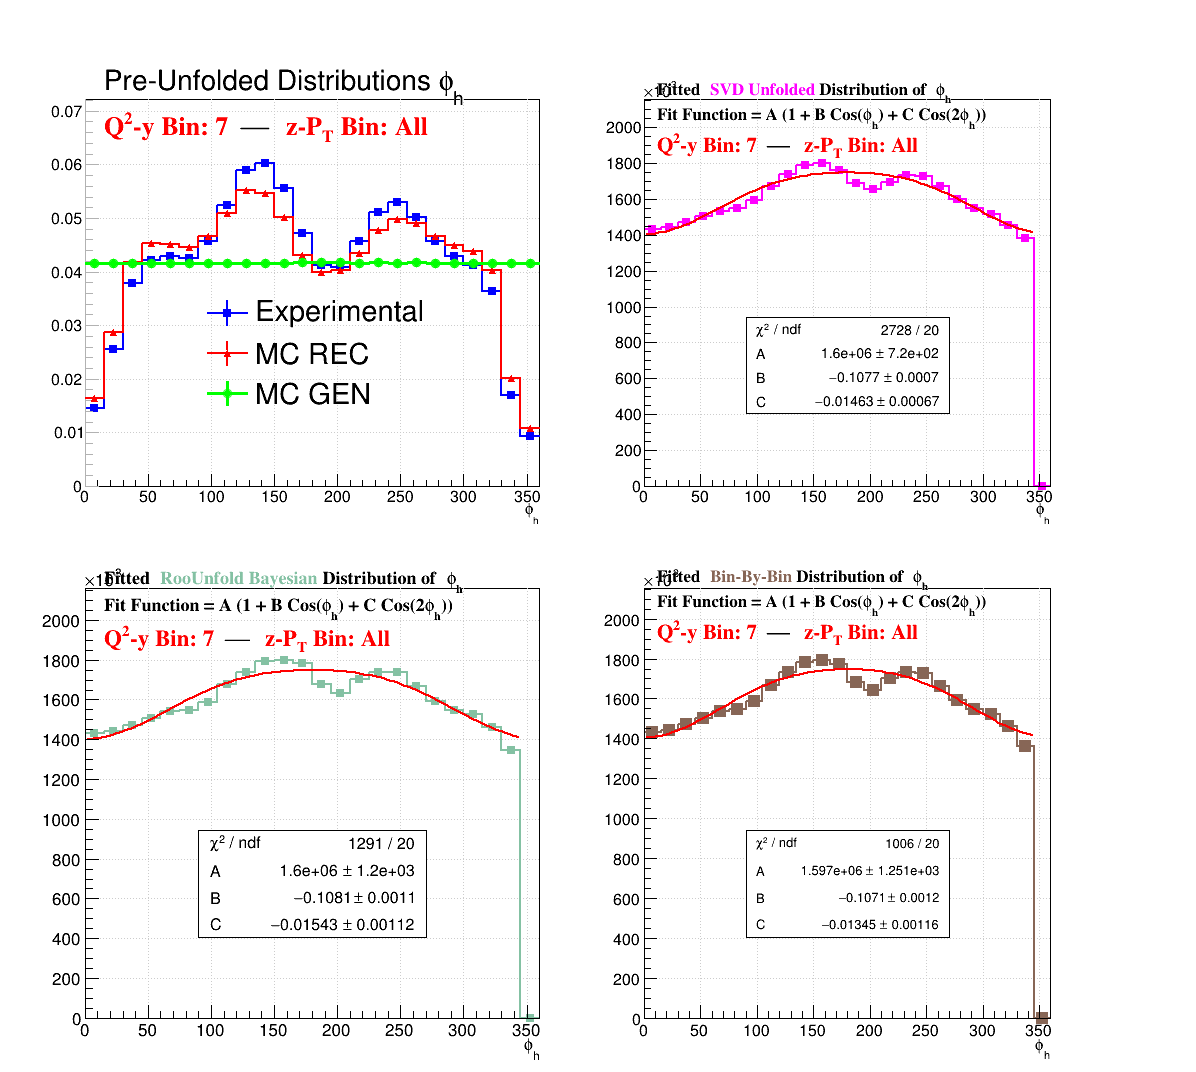 Pre-Unfolded Distributions ϕh
Q²-y Bin: 7 — z-PT Bin: All
0.07
0.06
0.05
0.04
0.03
0.02
0.01
0
Experimental
MC REC
MC GEN
0 50 100 150 200 250 300 350
ϕh
Fitted SVD Unfolded Distribution of ϕh
Fit Function = A (1 + B Cos(ϕh) + C Cos(2ϕh))
Q²-y Bin: 7 — z-PT Bin: All
2000
1800
1600
1400
1200
1000
800
600
400
200
0
χ² / ndf 2728 / 20
A 1.6e+06 ± 7.2e+02
B −0.1077 ± 0.0007
C −0.01463 ± 0.00067
0 50 100 150 200 250 300 350
ϕh
Fitted RooUnfold Bayesian Distribution of ϕh
Fit Function = A (1 + B Cos(ϕh) + C Cos(2ϕh))
Q²-y Bin: 7 — z-PT Bin: All
2000
1800
1600
1400
1200
1000
800
600
400
200
0
χ² / ndf 1291 / 20
A 1.6e+06 ± 1.2e+03
B −0.1081 ± 0.0011
C −0.01543 ± 0.00112
0 50 100 150 200 250 300 350
ϕh
Fitted Bin-By-Bin Distribution of ϕh
Fit Function = A (1 + B Cos(ϕh) + C Cos(2ϕh))
Q²-y Bin: 7 — z-PT Bin: All
2000
1800
1600
1400
1200
1000
800
600
400
200
0
χ² / ndf 1006 / 20
A 1.597e+06 ± 1.251e+03
B −0.1071 ± 0.0012
C −0.01345 ± 0.00116
0 50 100 150 200 250 300 350
ϕh